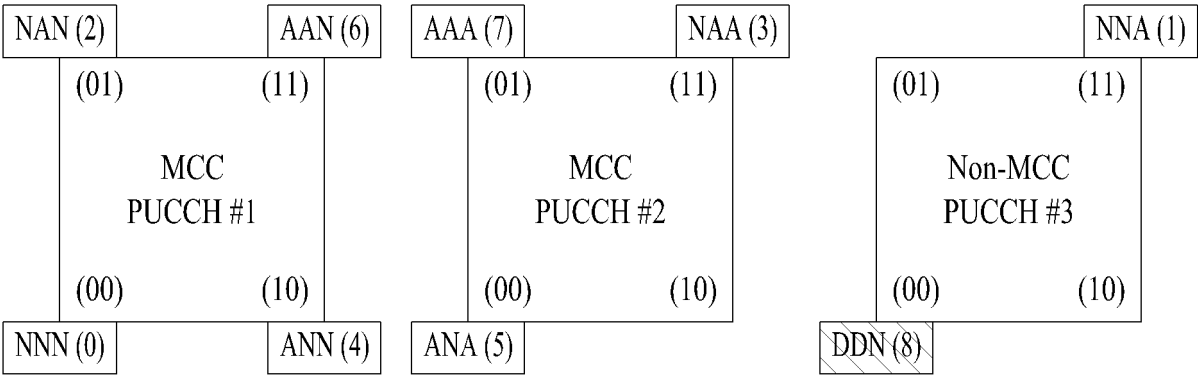 NAN (2) AAN (6) AAA (7) NAA (3) NNA (1)
(01) (11) (01) (11) (01) (11)
MCC MCC Non-MCC
PUCCH #1 PUCCH #2 PUCCH #3
(00) (10) (00) (10) (00) (10)
NNN (0) ANN (4) ANA (5) DDN (8)